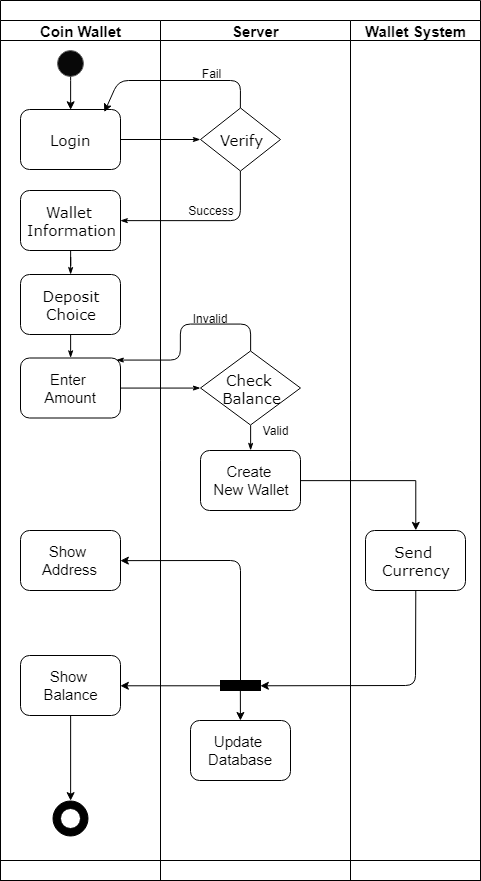 Coin Wallet
Server
Wallet System
Fail
Login
Verify
Success
Wallet
Information
Deposit
Choice
Invalid
Enter
Amount
Check
Balance
Valid
Create
New Wallet
Show
Address
Send
Currency
Show
Balance
Update
Database